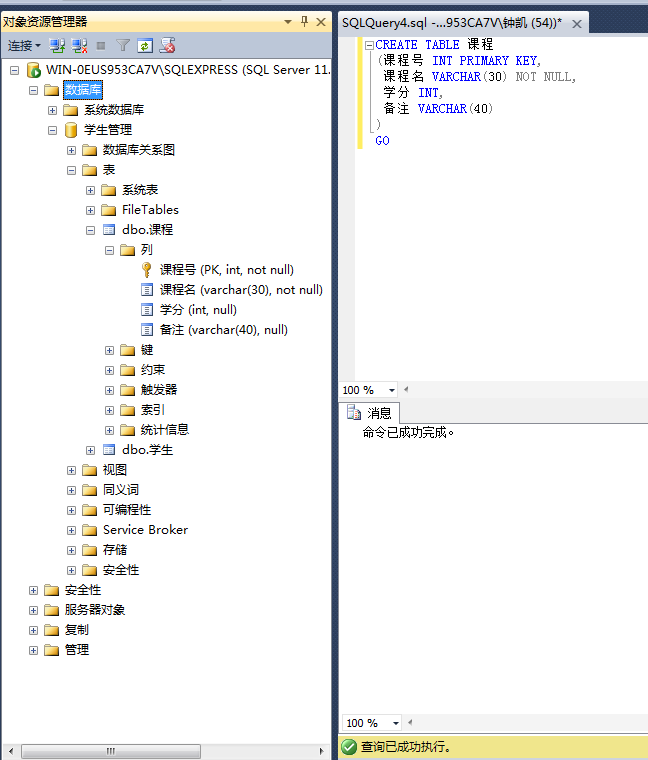 对象资源管理器
连接
WIN-0EUS953CA7V\SQLEXPRESS (SQL Server 11.
数据库
系统数据库
学生管理
数据库关系图
表
系统表
FileTables
dbo.课程
列
课程号 (PK, int, not null)
课程名 (varchar(30), not null)
学分 (int, null)
备注 (varchar(40), null)
键
约束
触发器
索引
统计信息
dbo.学生
视图
同义词
可编程性
Service Broker
存储
安全性
安全性
服务器对象
复制
管理
SQLQuery4.sql -...953CA7V\钟凯 (54))*
CREATE TABLE 课程
(课程号 INT PRIMARY KEY,
课程名 VARCHAR(30) NOT NULL,
学分 INT,
备注 VARCHAR(40)
)
GO
100 %
消息
命令已成功完成。
100 %
查询已成功执行。